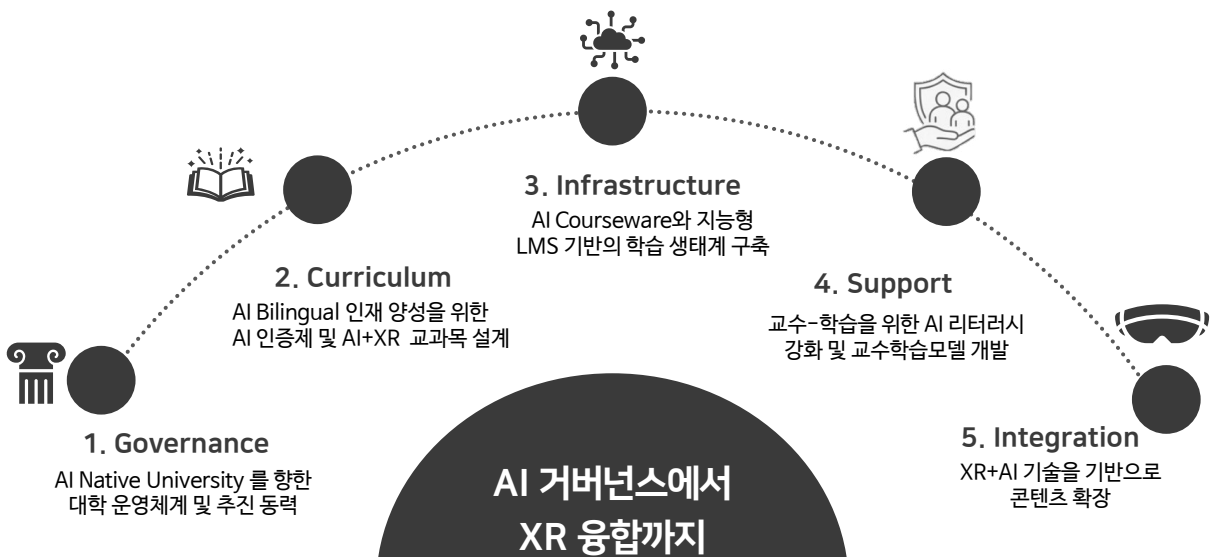 1. Governance
AI Native University 를 향한
대학 운영체계 및 추진 동력
2. Curriculum
AI Bilingual 인재 양성을 위한
AI 인증제 및 AI+XR 교과목 설계
3. Infrastructure
AI Courseware와 지능형
LMS 기반의 학습 생태계 구축
4. Support
교수-학습을 위한 AI 리터러시
강화 및 교수학습모델 개발
5. Integration
XR+AI 기술을 기반으로
콘텐츠 확장
AI 거버넌스에서
XR 융합까지